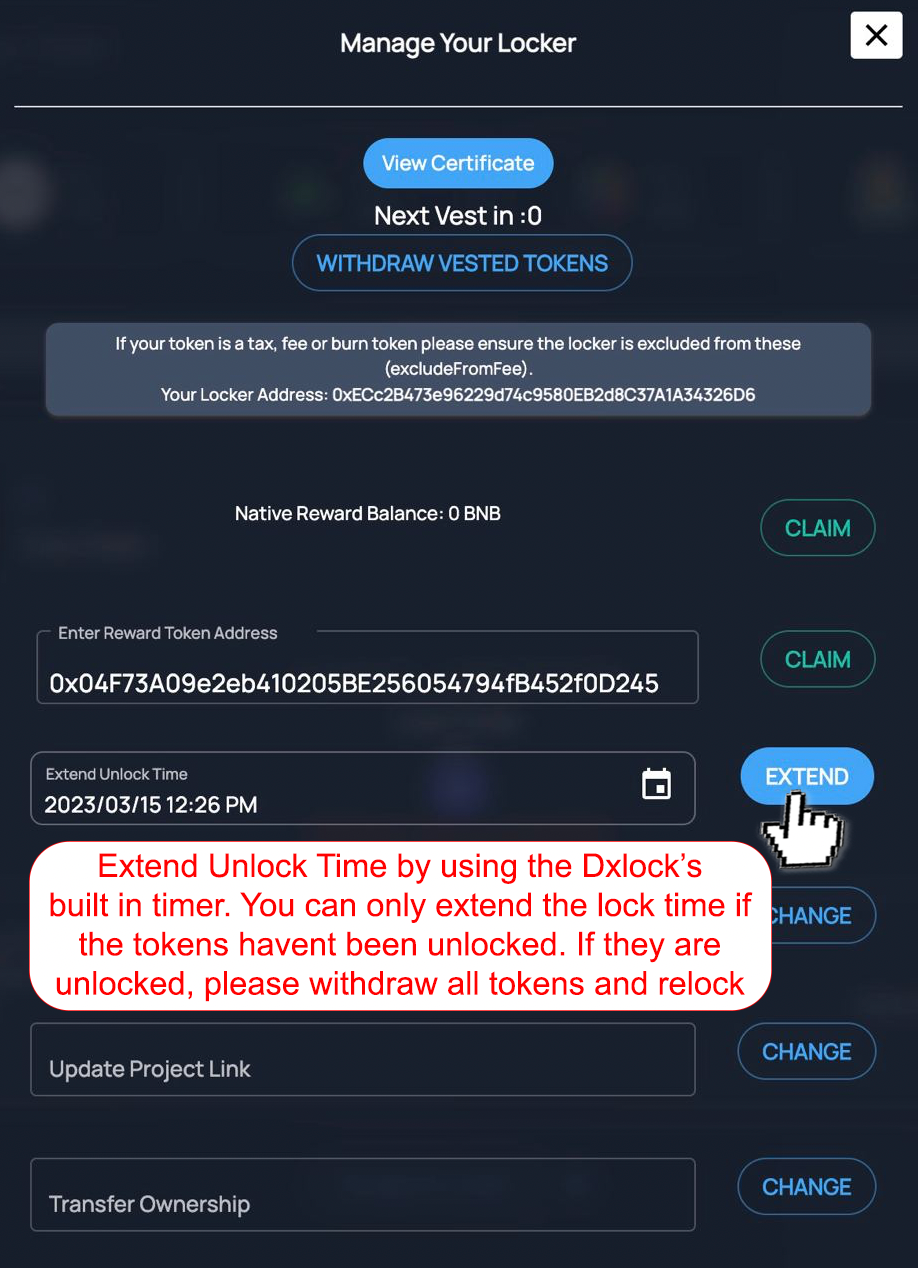 Manage Your Locker
View Certificate
Next Vest in :0
WITHDRAW VESTED TOKENS
If your token is a tax, fee or burn token please ensure the locker is excluded from these
(excludeFromFee).
Your Locker Address: 0xECc2B473e96229d74c9580EB2d8C37A1A34326D6
Native Reward Balance: 0 BNB
CLAIM
Enter Reward Token Address
0x04F73A09e2eb410205BE256054794fB452f0D245
CLAIM
Extend Unlock Time
2023/03/15 12:26 PM
EXTEND
Extend Unlock Time by using the Dxlock’s
built in timer. You can only extend the lock time if
the tokens havent been unlocked. If they are
unlocked, please withdraw all tokens and relock
CHANGE
Update Project Link
CHANGE
Transfer Ownership
CHANGE